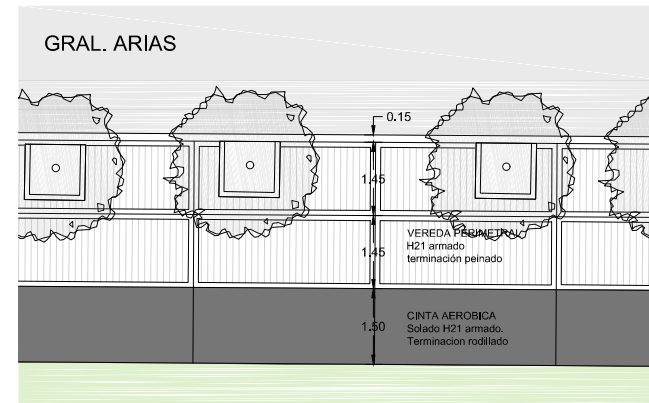 GRAL. ARIAS
0.15
1.45
1.45
VEREDA PERIMETRAL
H21 armado
terminación peinado
1.50
CINTA AEROBICA
Solado H21 armado.
Terminacion rodillado